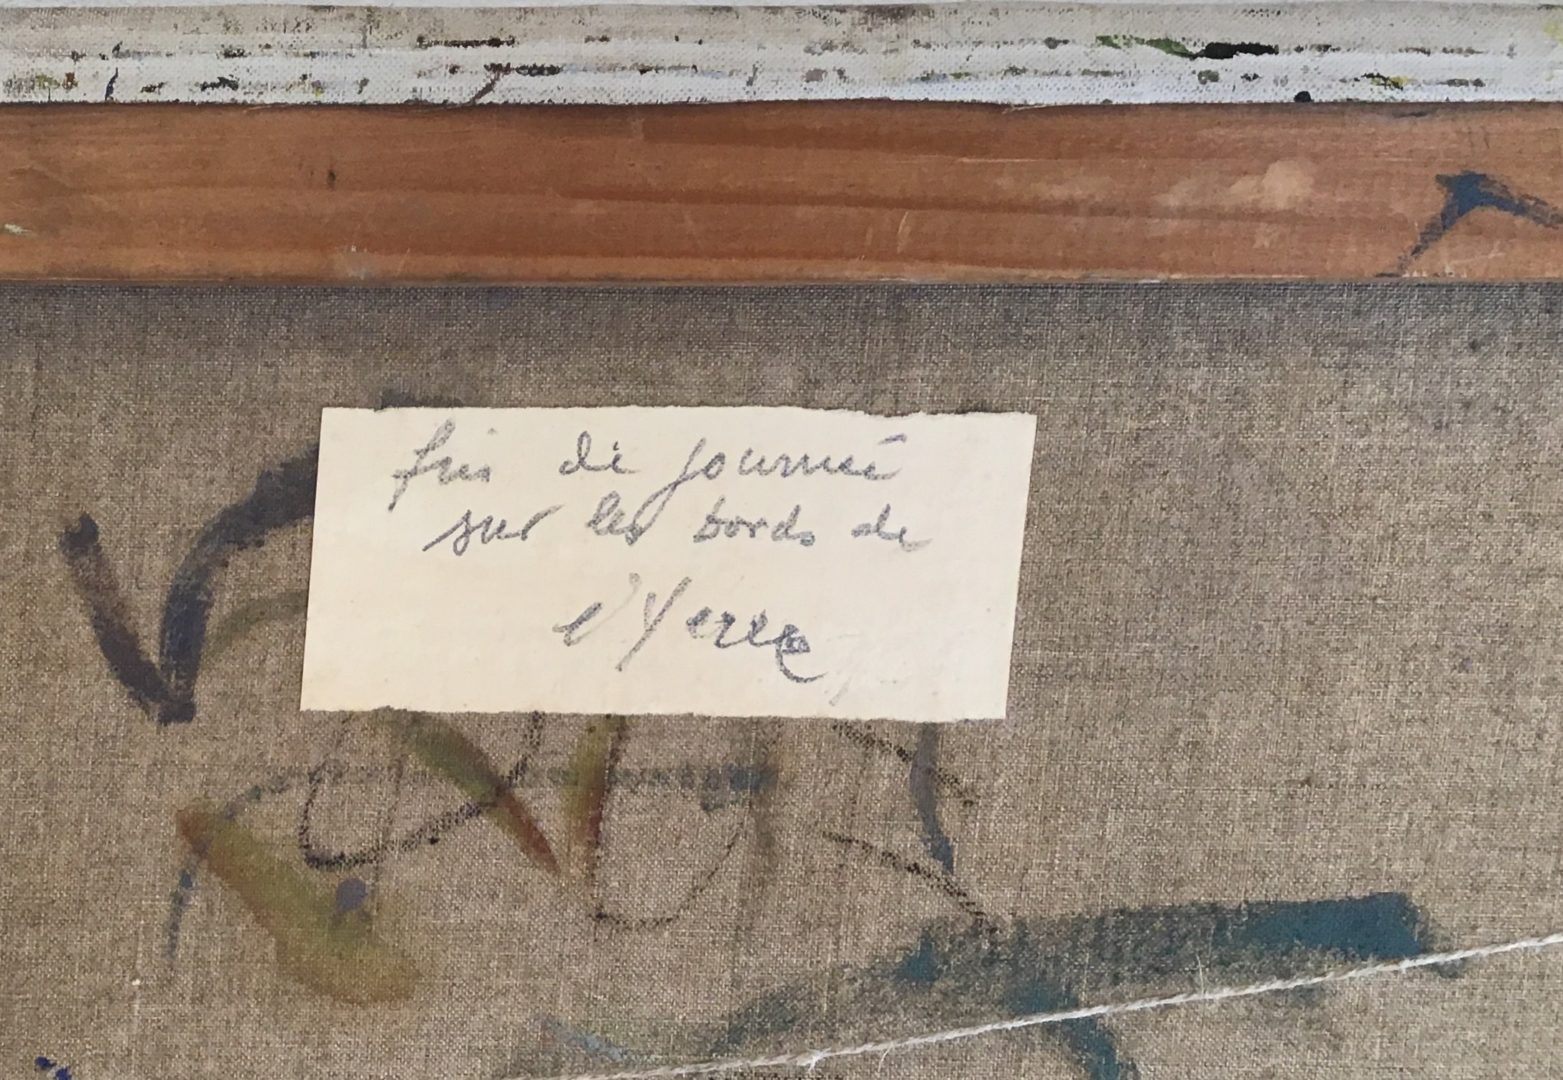 fin de journée
sur les bords de
l'Yerre